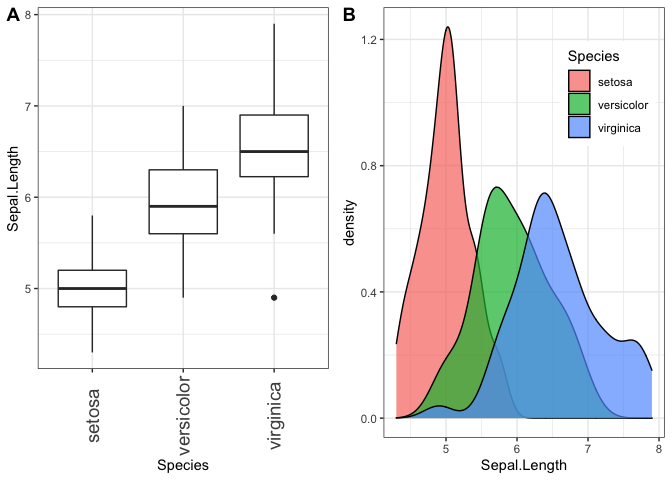 A
8
7
6
5
Sepal.Length
setosa
versicolor
virginica
Species
B
1.2
0.8
0.4
0.0
density
Species
setosa
versicolor
virginica
5
6
7
8
Sepal.Length